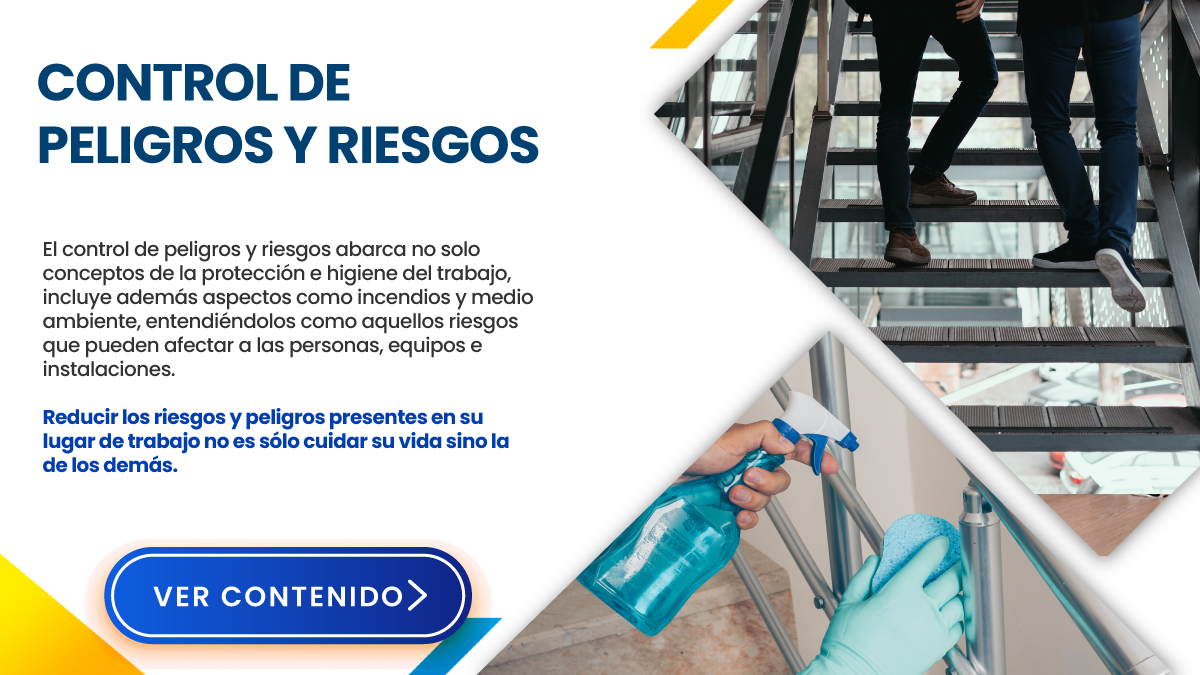 CONTROL DE
PELIGROS Y RIESGOS
El control de peligros y riesgos abarca no solo
conceptos de la protección e higiene del trabajo,
incluye además aspectos como incendios y medio
ambiente, entendiéndolos como aquellos riesgos
que pueden afectar a las personas, equipos e
instalaciones.
Reducir los riesgos y peligros presentes en su
lugar de trabajo no es sólo cuidar su vida sino la
de los demás.
VER CONTENIDO